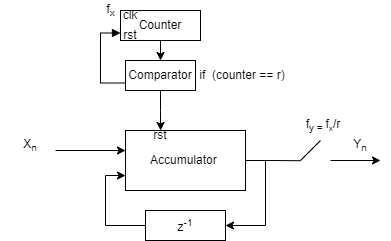 fx clk
Counter
rst
Comparator if (counter == r)
rst
fy = fx/r
Xn
Yn
Accumulator
z-1